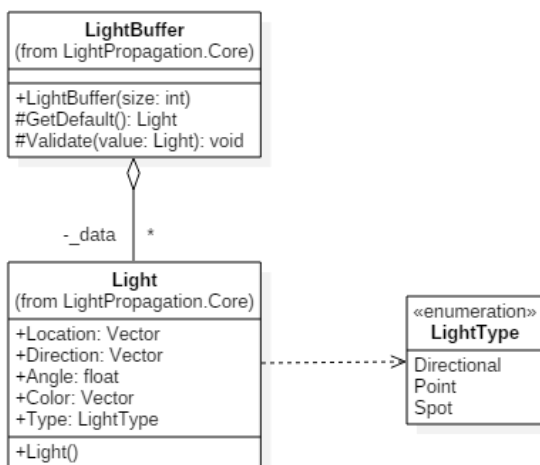 LightBuffer
(from LightPropagation.Core)
+LightBuffer(size: int)
#GetDefault(): Light
#Validate(value: Light): void
-_data *
Light
(from LightPropagation.Core)
+Location: Vector
+Direction: Vector
+Angle: float
+Color: Vector
+Type: LightType
+Light()
«enumeration»
LightType
Directional
Point
Spot